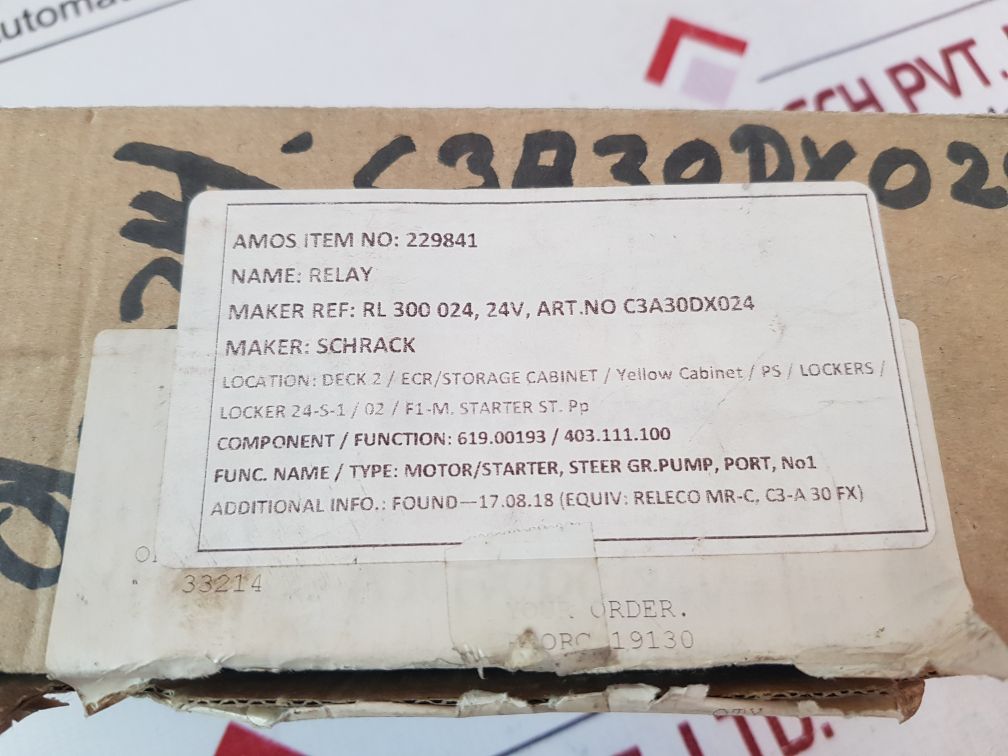 C3A30DX02
AMOS ITEM NO: 229841
NAME: RELAY
MAKER REF: RL 300 024, 24V, ART.NO C3A30DX024
MAKER: SCHRACK
LOCATION: DECK 2 / ECR/STORAGE CABINET / Yellow Cabinet / PS / LOCKERS /
LOCKER 24-S-1 / 02 / F1-M. STARTER ST. Pp
COMPONENT / FUNCTION: 619.00193 / 403.111.100
FUNC. NAME / TYPE: MOTOR/STARTER, STEER GR.PUMP, PORT, No1
ADDITIONAL INFO.: FOUND—17.08.18 (EQUIV: RELECO MR-C, C3-A 30 FX)
33214
YOUR ORDER.
19130
PVT.
LTD.